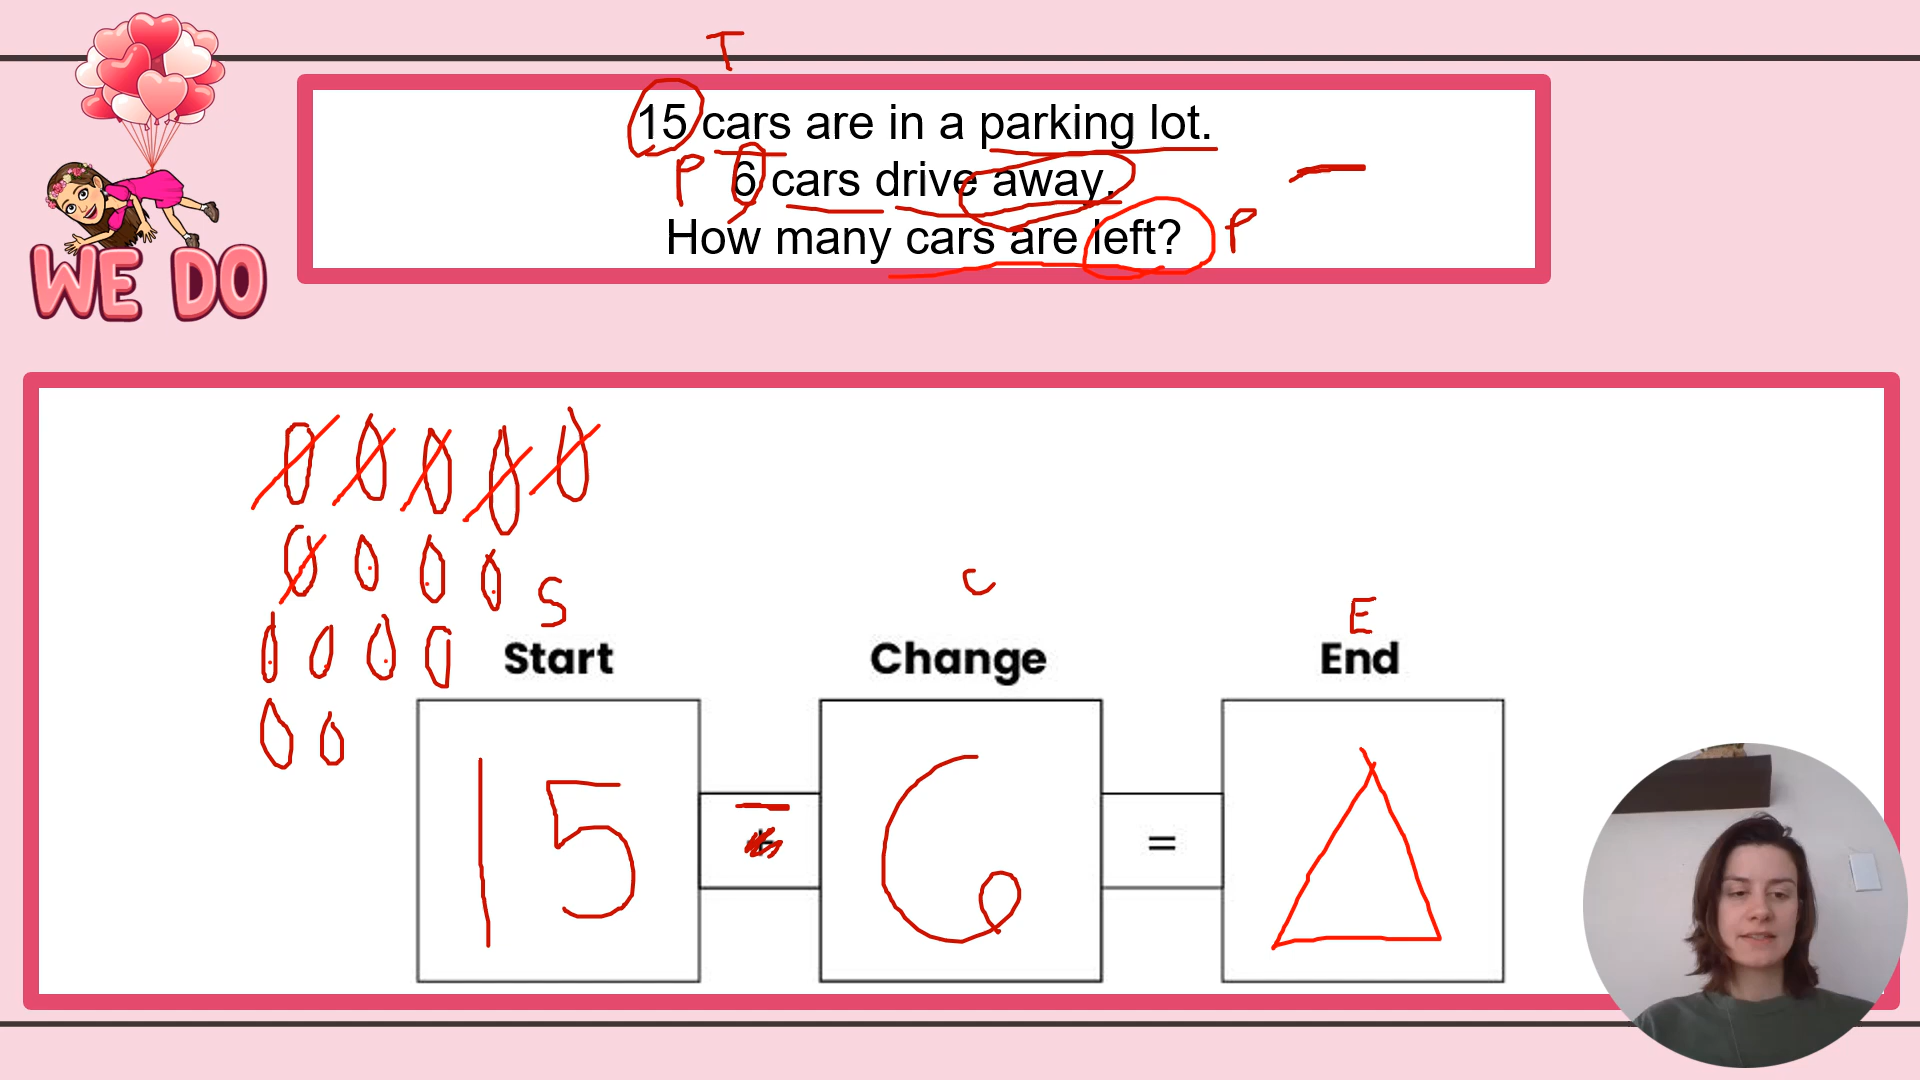 T
15 cars are in a parking lot.
P 6 cars drive away. −
How many cars are left? P
WE DO
S C E
Start Change End
15 − 6 =